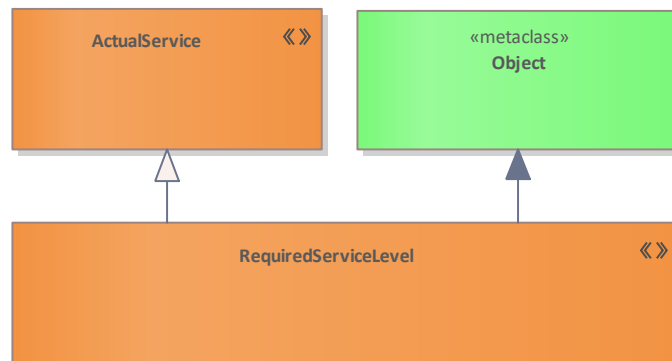 ActualService
«»
«metaclass»
Object
RequiredServiceLevel
«»